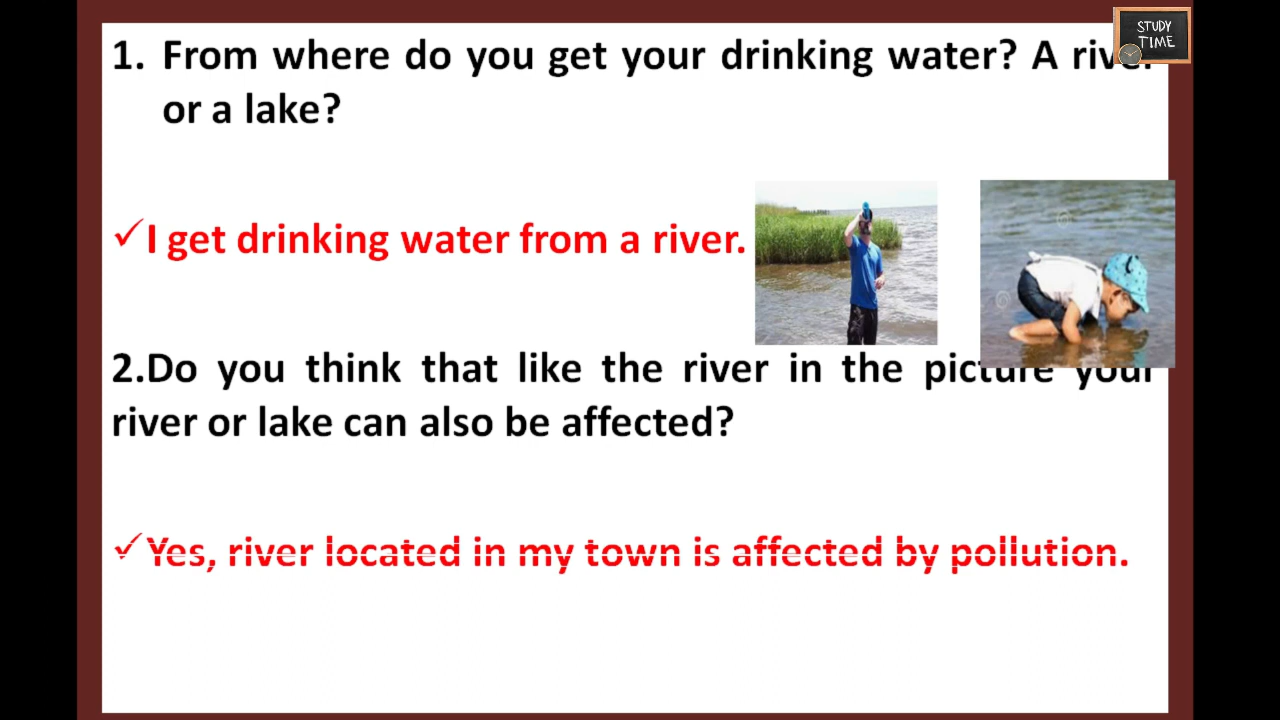 STUDY
TIME
1. From where do you get your drinking water? A river
or a lake?
✓I get drinking water from a river.
2.Do you think that like the river in the picture your
river or lake can also be affected?
✓Yes, river located in my town is affected by pollution.